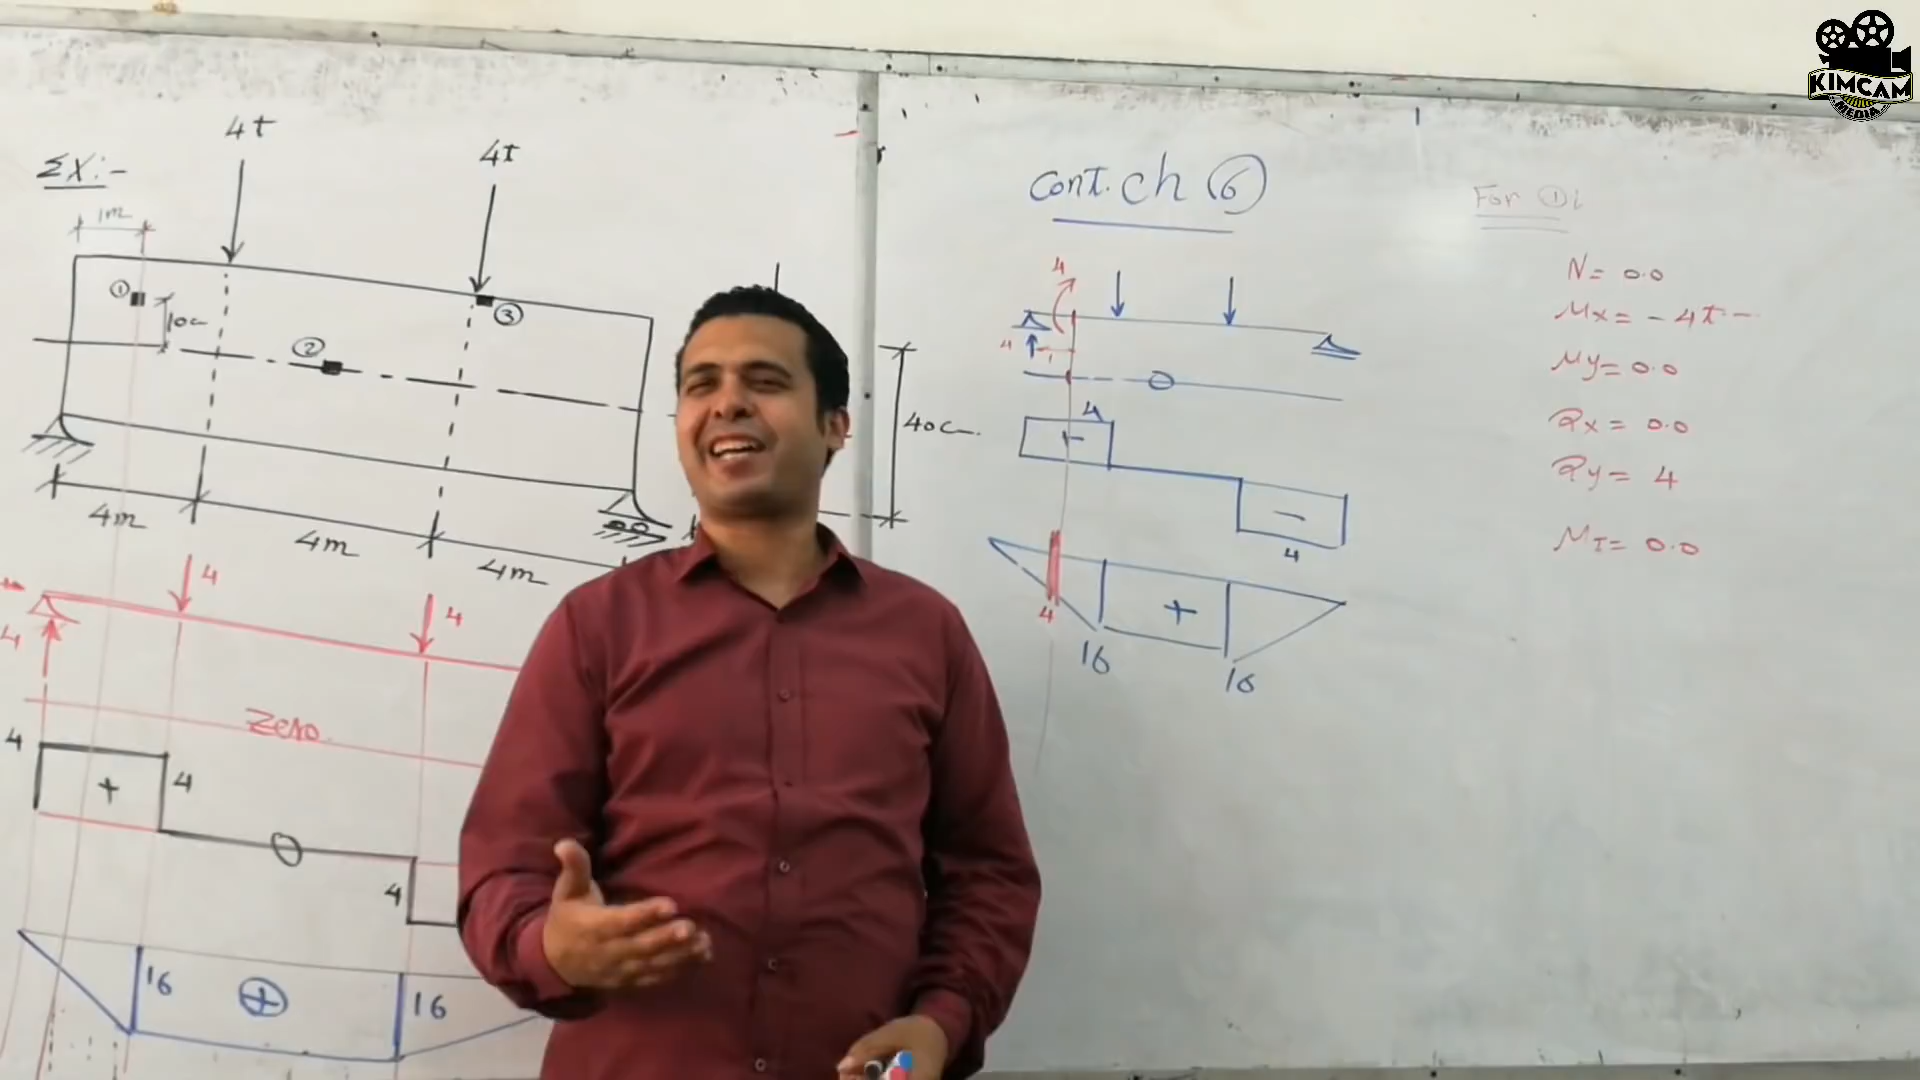 EX:-
4t
4t
1m
①
10c
②
③
40c
4m
4m
4m
4
4
4
Zero
4
+
4
4
16
+
16
Cont. ch ⑥
4
4
1
4
+
-
4
4
+
16
16
For ①:
N= 0.0
Mx= -4t-
My= 0.0
Qx= 0.0
Qy= 4
MT= 0.0
KIMCAM
MEDIA